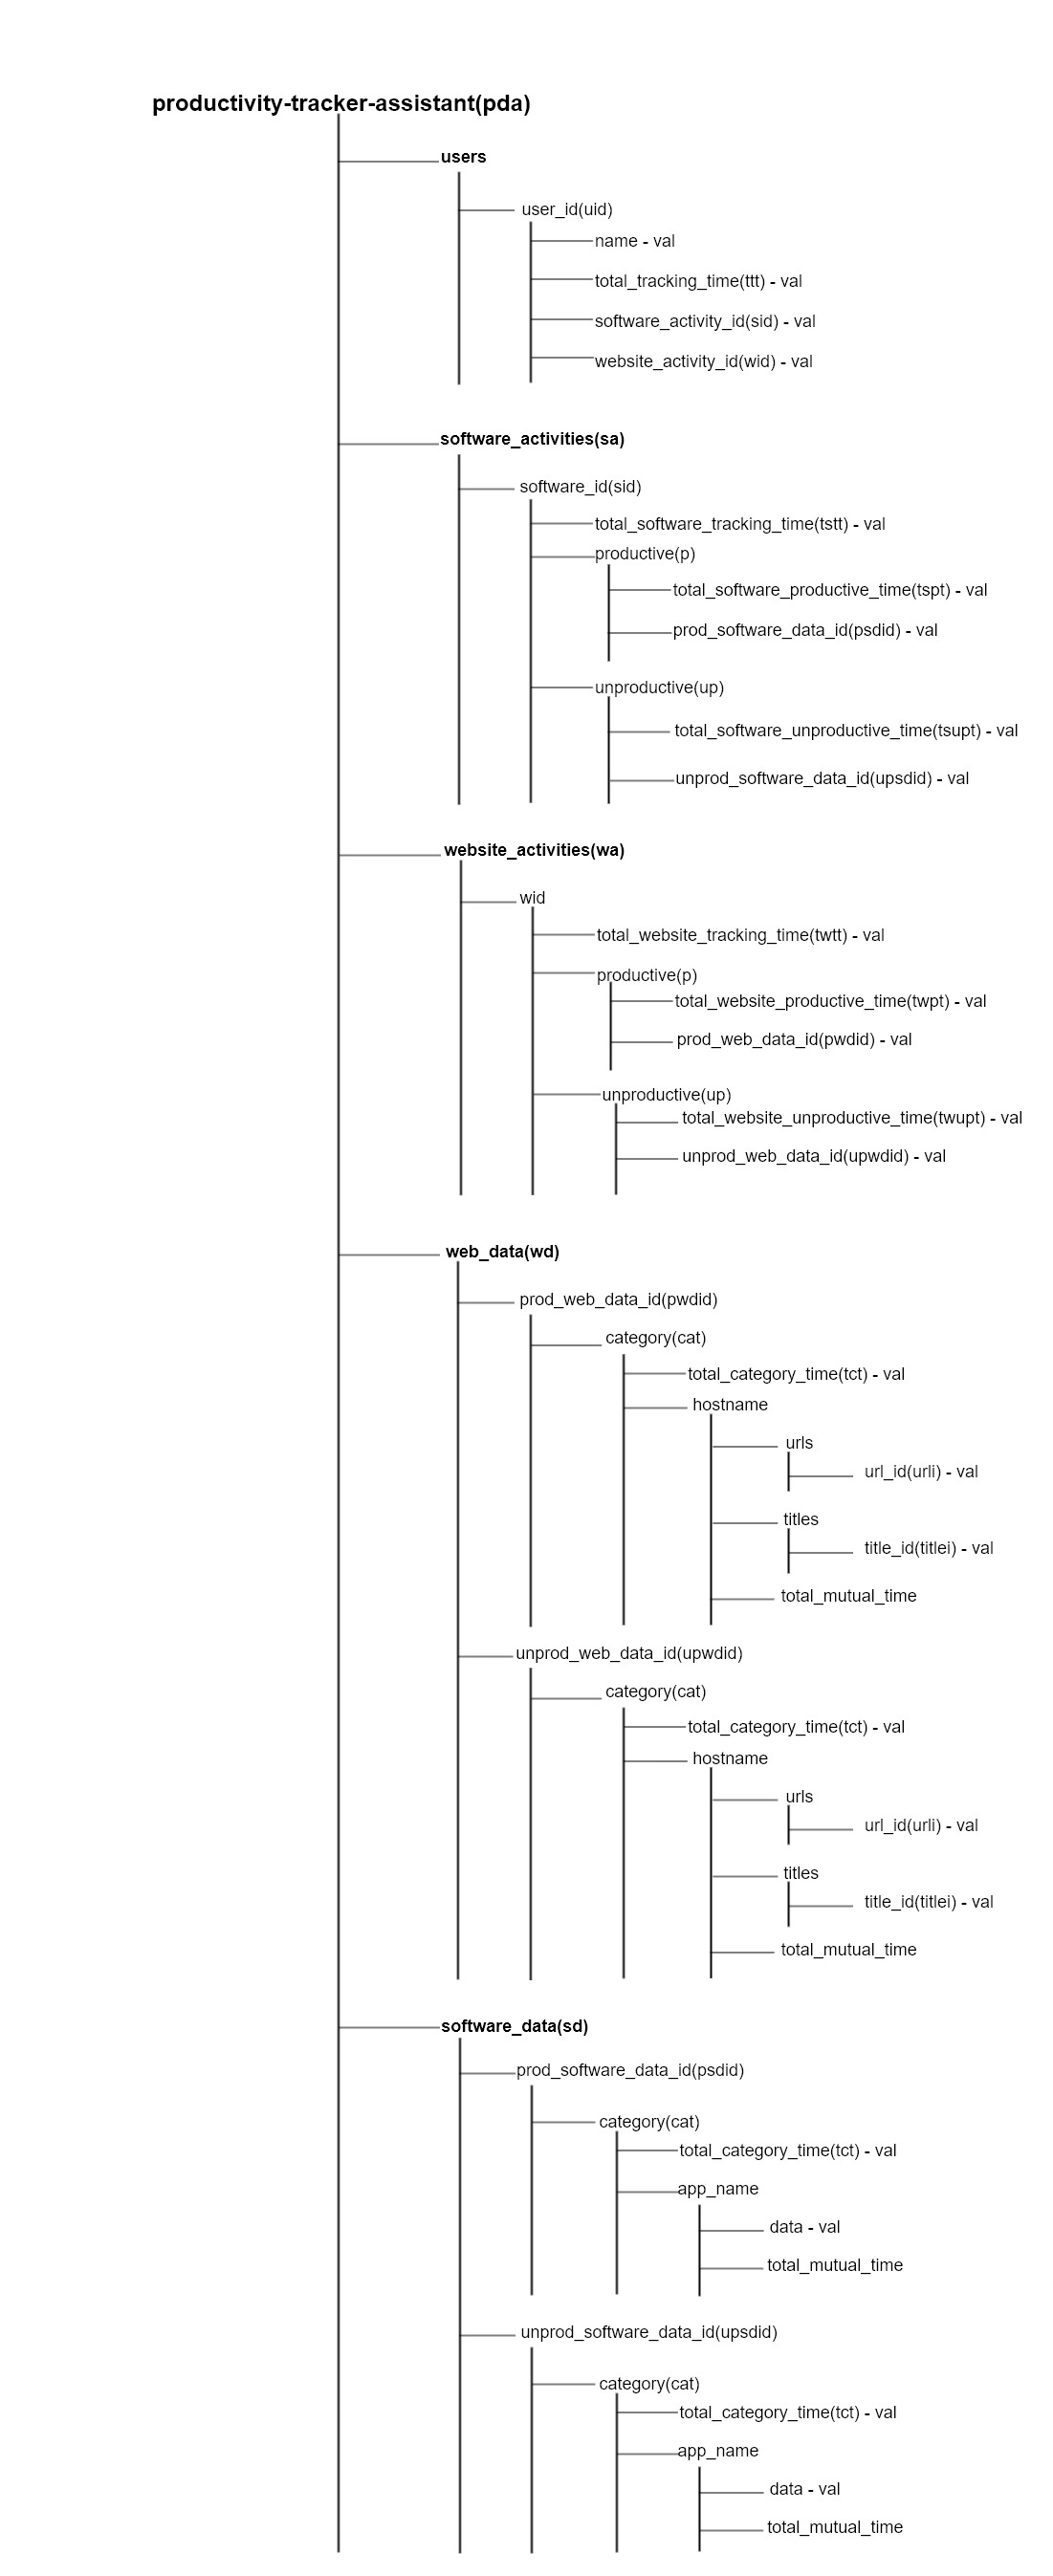 productivity-tracker-assistant(pda)
users
user_id(uid)
name - val
total_tracking_time(ttt) - val
software_activity_id(sid) - val
website_activity_id(wid) - val
software_activities(sa)
software_id(sid)
total_software_tracking_time(tstt) - val
productive(p)
total_software_productive_time(tspt) - val
prod_software_data_id(psdid) - val
unproductive(up)
total_software_unproductive_time(tsupt) - val
unprod_software_data_id(upsdid) - val
website_activities(wa)
wid
total_website_tracking_time(twtt) - val
productive(p)
total_website_productive_time(twpt) - val
prod_web_data_id(pwdid) - val
unproductive(up)
total_website_unproductive_time(twupt) - val
unprod_web_data_id(upwdid) - val
web_data(wd)
prod_web_data_id(pwdid)
category(cat)
total_category_time(tct) - val
hostname
urls
url_id(urli) - val
titles
title_id(titlei) - val
total_mutual_time
unprod_web_data_id(upwdid)
category(cat)
total_category_time(tct) - val
hostname
urls
url_id(urli) - val
titles
title_id(titlei) - val
total_mutual_time
software_data(sd)
prod_software_data_id(psdid)
category(cat)
total_category_time(tct) - val
app_name
data - val
total_mutual_time
unprod_software_data_id(upsdid)
category(cat)
total_category_time(tct) - val
app_name
data - val
total_mutual_time